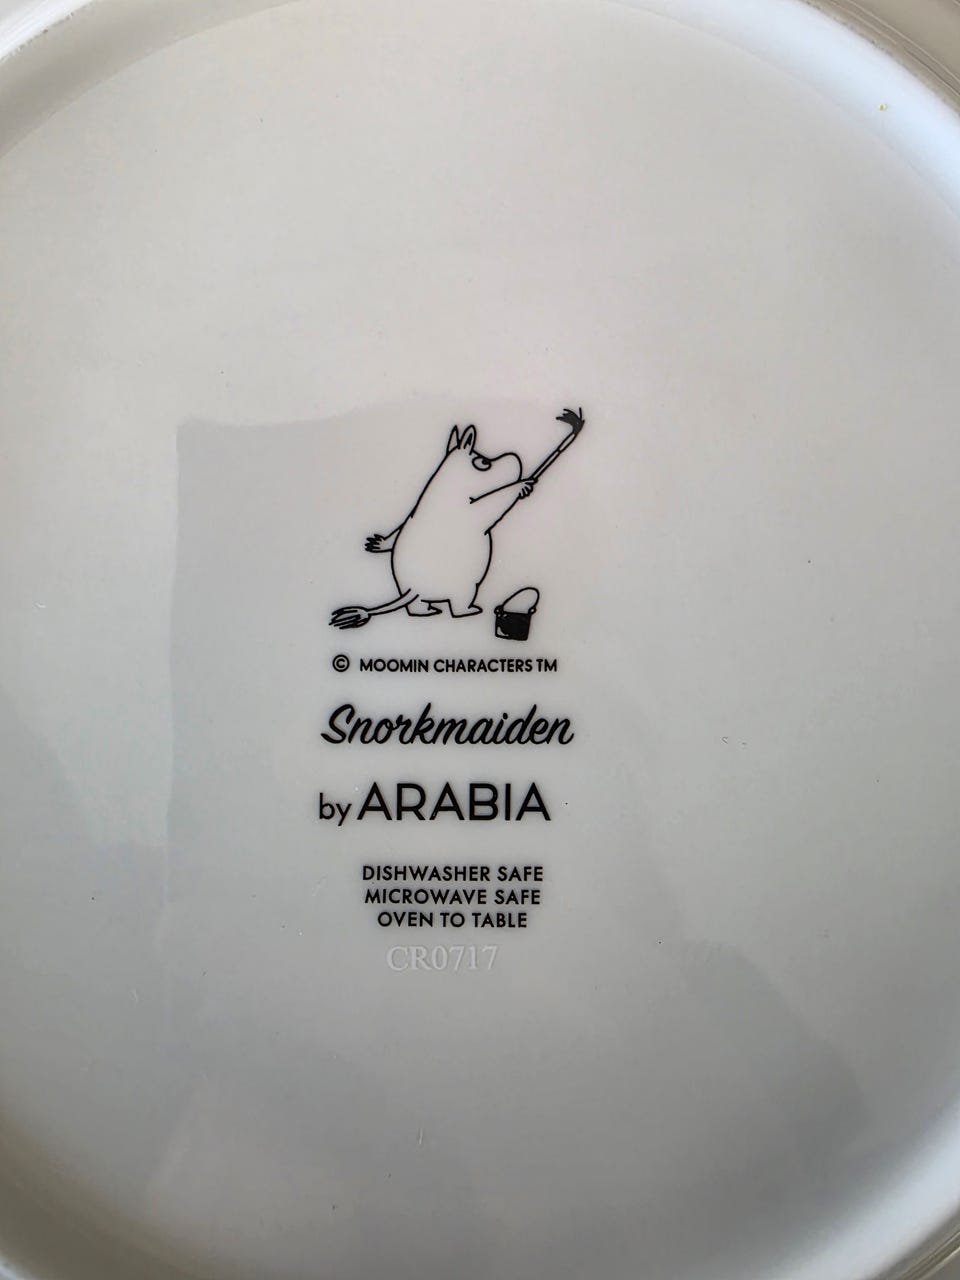 © MOOMIN CHARACTERS TM
Snorkmaiden
by ARABIA
DISHWASHER SAFE
MICROWAVE SAFE
OVEN TO TABLE
CR0717